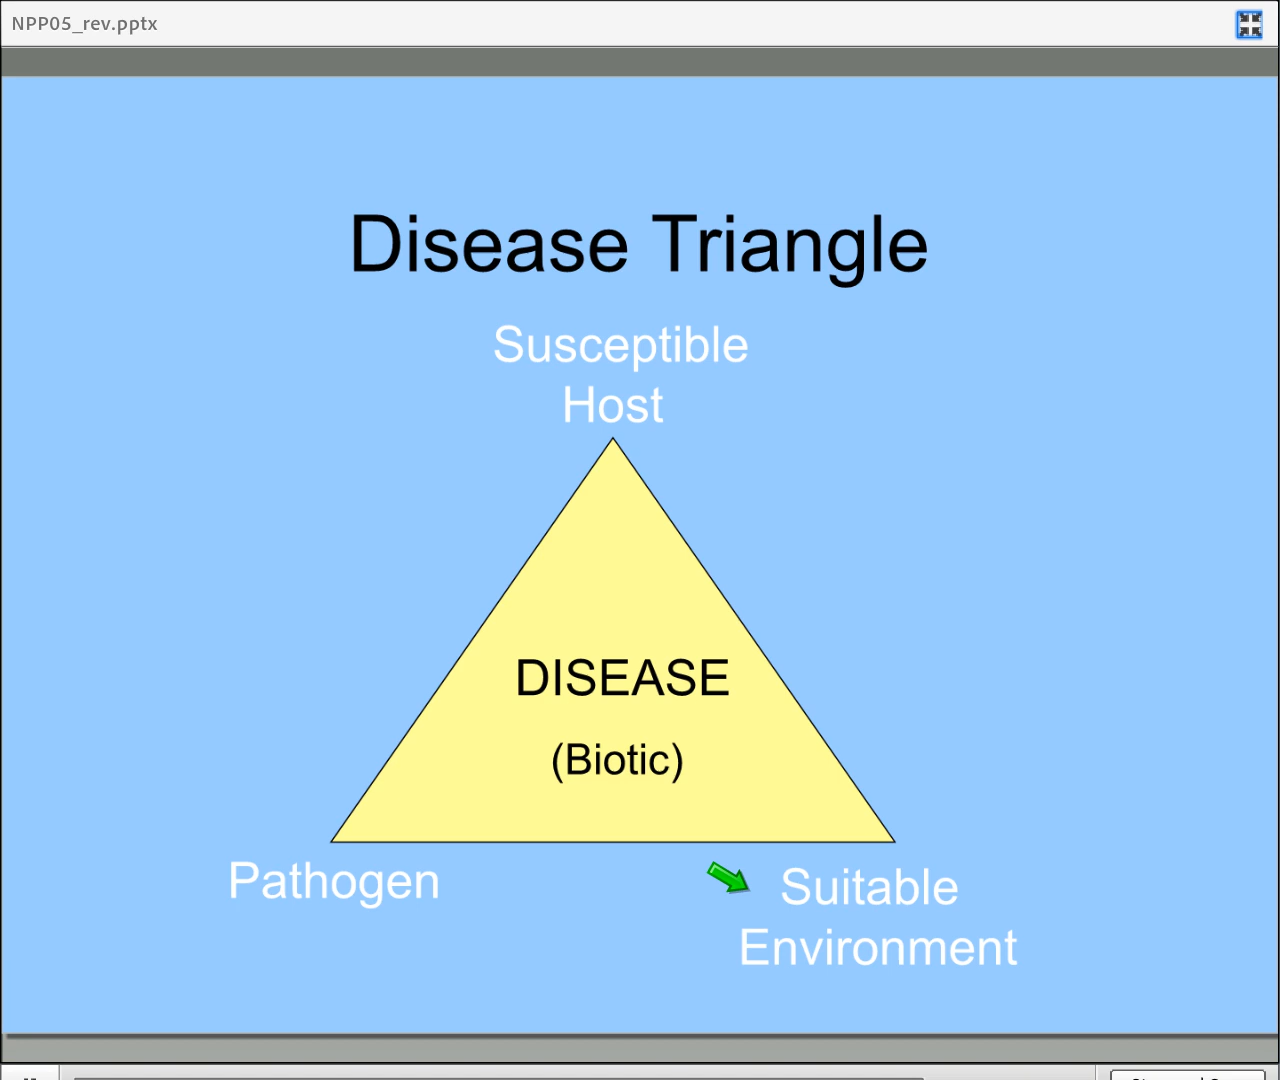 NPP05_rev.pptx
Disease Triangle
Susceptible
Host
DISEASE
(Biotic)
Pathogen
Suitable
Environment